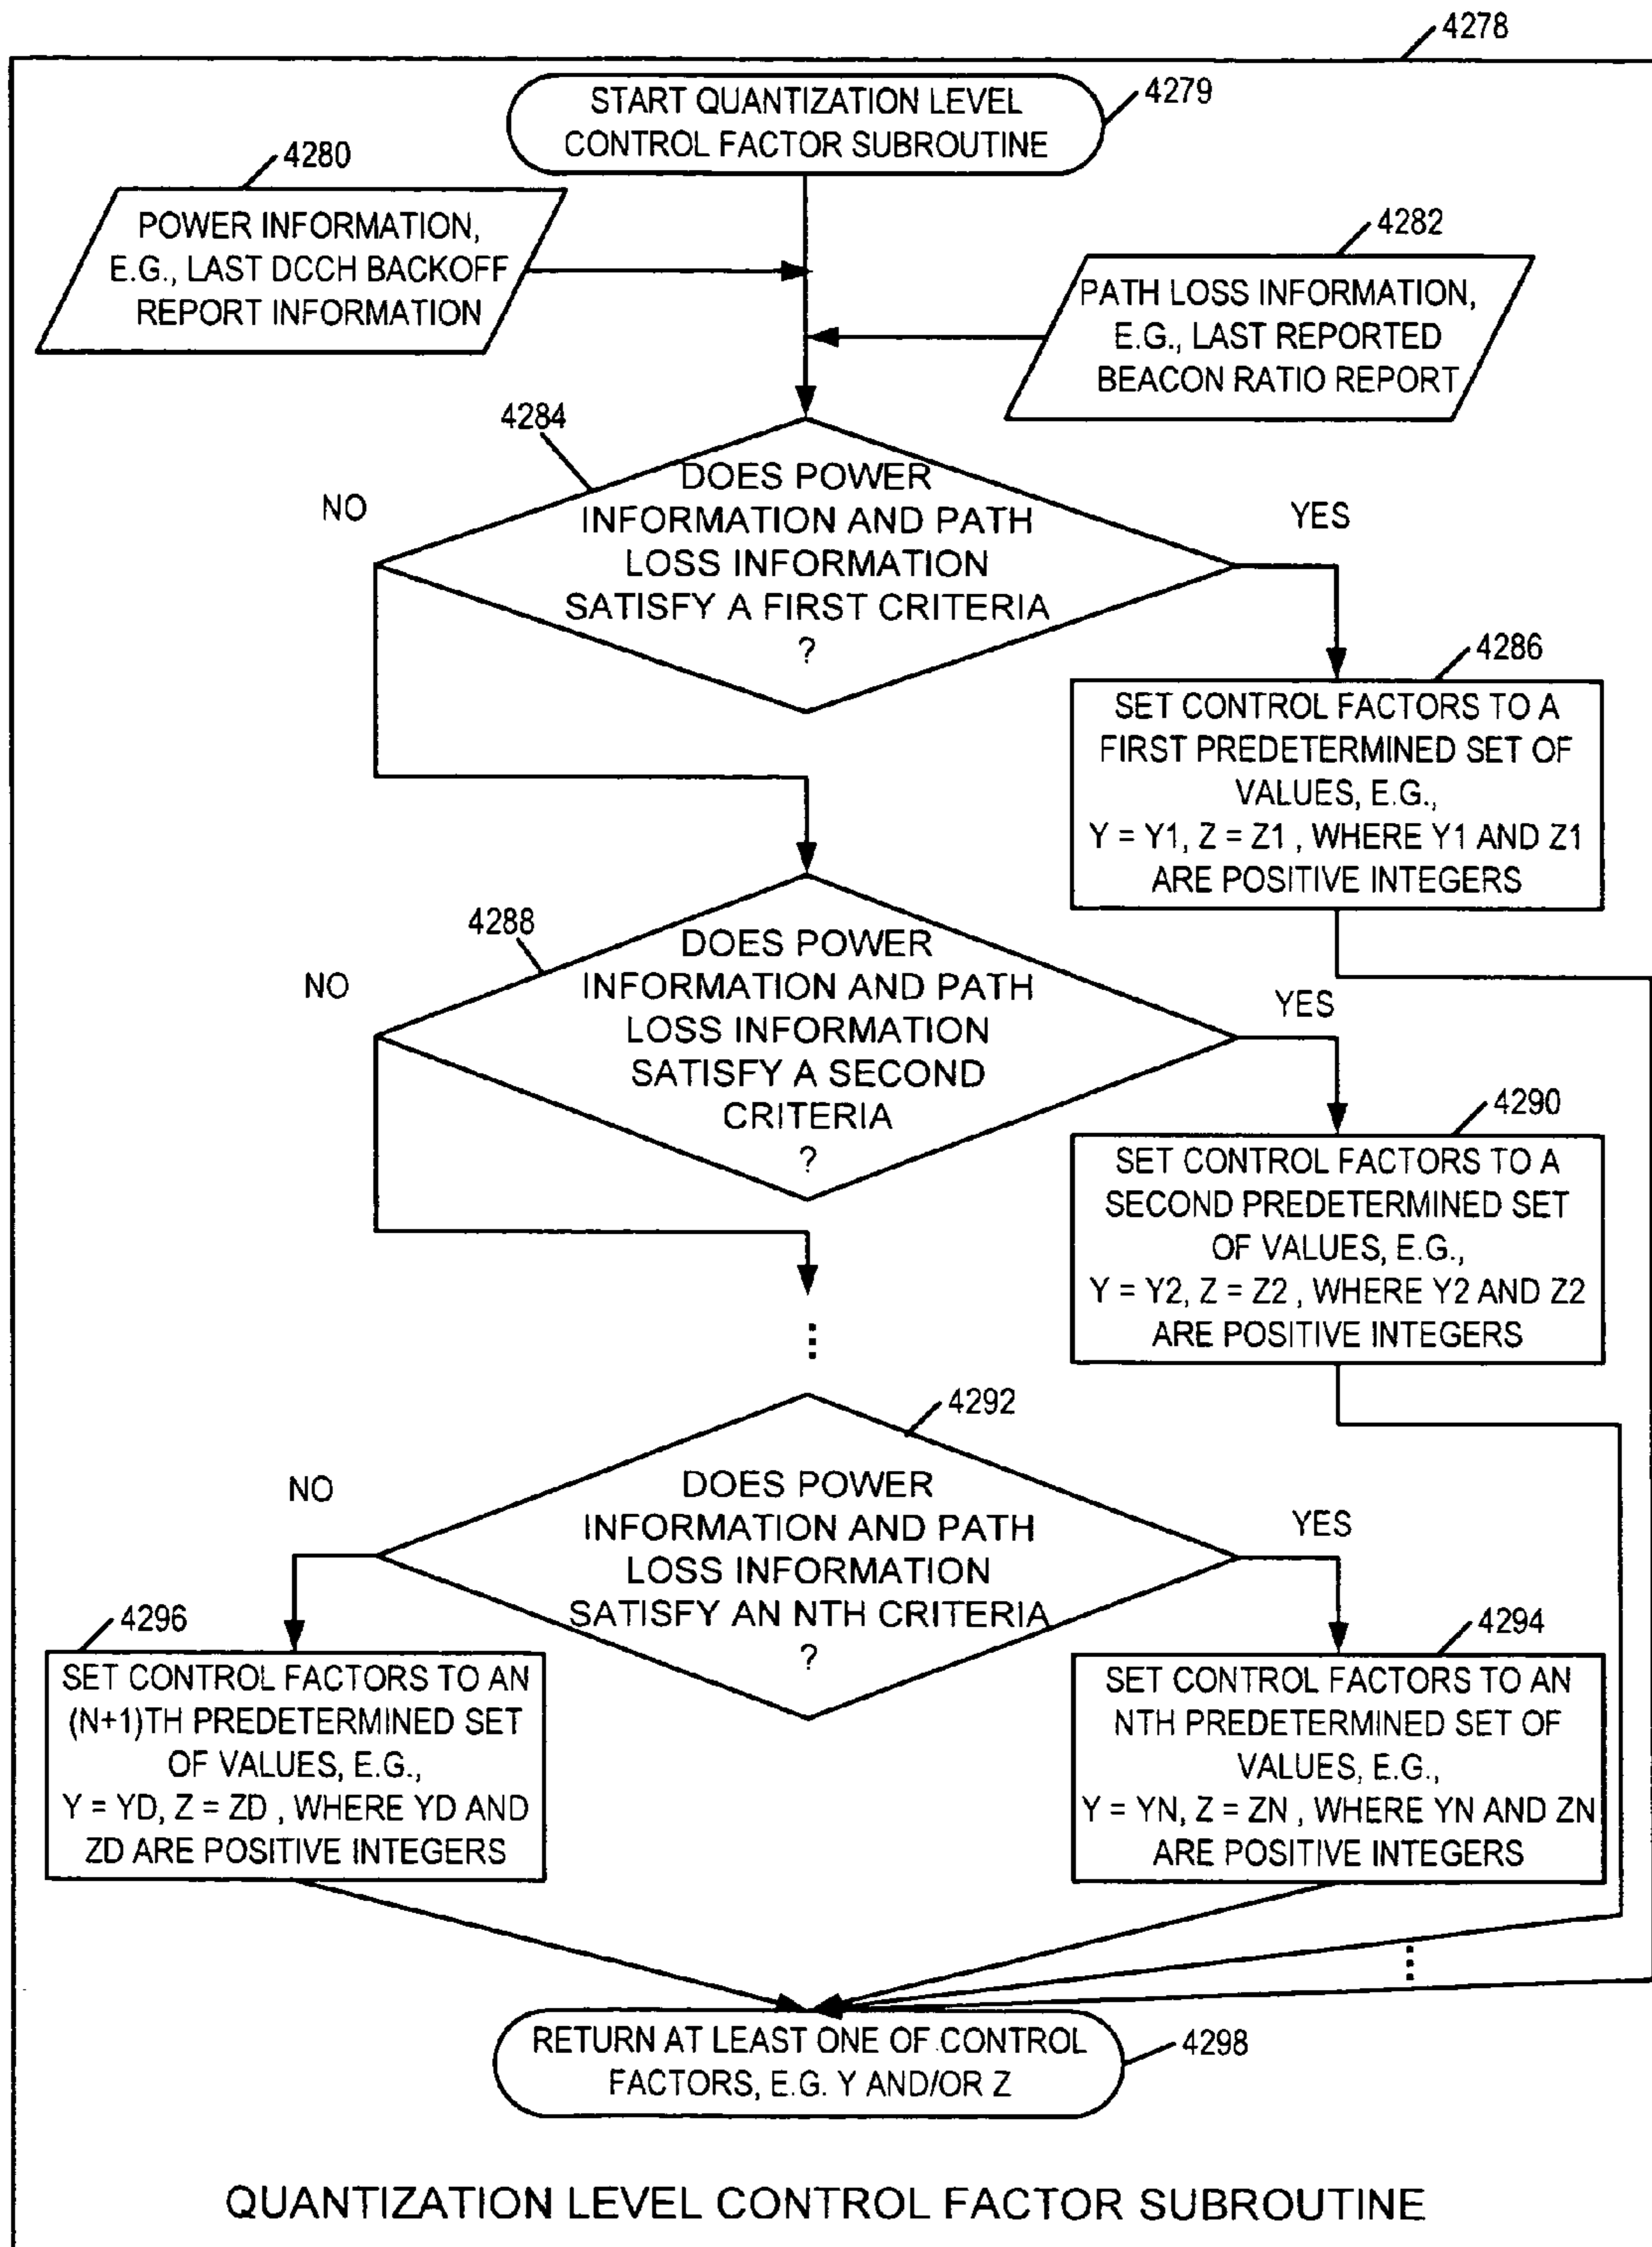 4278
START QUANTIZATION LEVEL
CONTROL FACTOR SUBROUTINE
4279
4280
POWER INFORMATION,
E.G., LAST DCCH BACKOFF
REPORT INFORMATION
4282
PATH LOSS INFORMATION,
E.G., LAST REPORTED
BEACON RATIO REPORT
4284
DOES POWER
INFORMATION AND PATH
LOSS INFORMATION
SATISFY A FIRST CRITERIA
?
NO
YES
4286
SET CONTROL FACTORS TO A
FIRST PREDETERMINED SET OF
VALUES, E.G.,
Y = Y1, Z = Z1 , WHERE Y1 AND Z1
ARE POSITIVE INTEGERS
4288
DOES POWER
INFORMATION AND PATH
LOSS INFORMATION
SATISFY A SECOND
CRITERIA
?
NO
YES
4290
SET CONTROL FACTORS TO A
SECOND PREDETERMINED SET
OF VALUES, E.G.,
Y = Y2, Z = Z2 , WHERE Y2 AND Z2
ARE POSITIVE INTEGERS
4292
DOES POWER
INFORMATION AND PATH
LOSS INFORMATION
SATISFY AN NTH CRITERIA
?
NO
YES
4296
SET CONTROL FACTORS TO AN
(N+1)TH PREDETERMINED SET
OF VALUES, E.G.,
Y = YD, Z = ZD , WHERE YD AND
ZD ARE POSITIVE INTEGERS
4294
SET CONTROL FACTORS TO AN
NTH PREDETERMINED SET OF
VALUES, E.G.,
Y = YN, Z = ZN , WHERE YN AND ZN
ARE POSITIVE INTEGERS
RETURN AT LEAST ONE OF CONTROL
FACTORS, E.G. Y AND/OR Z
4298
QUANTIZATION LEVEL CONTROL FACTOR SUBROUTINE